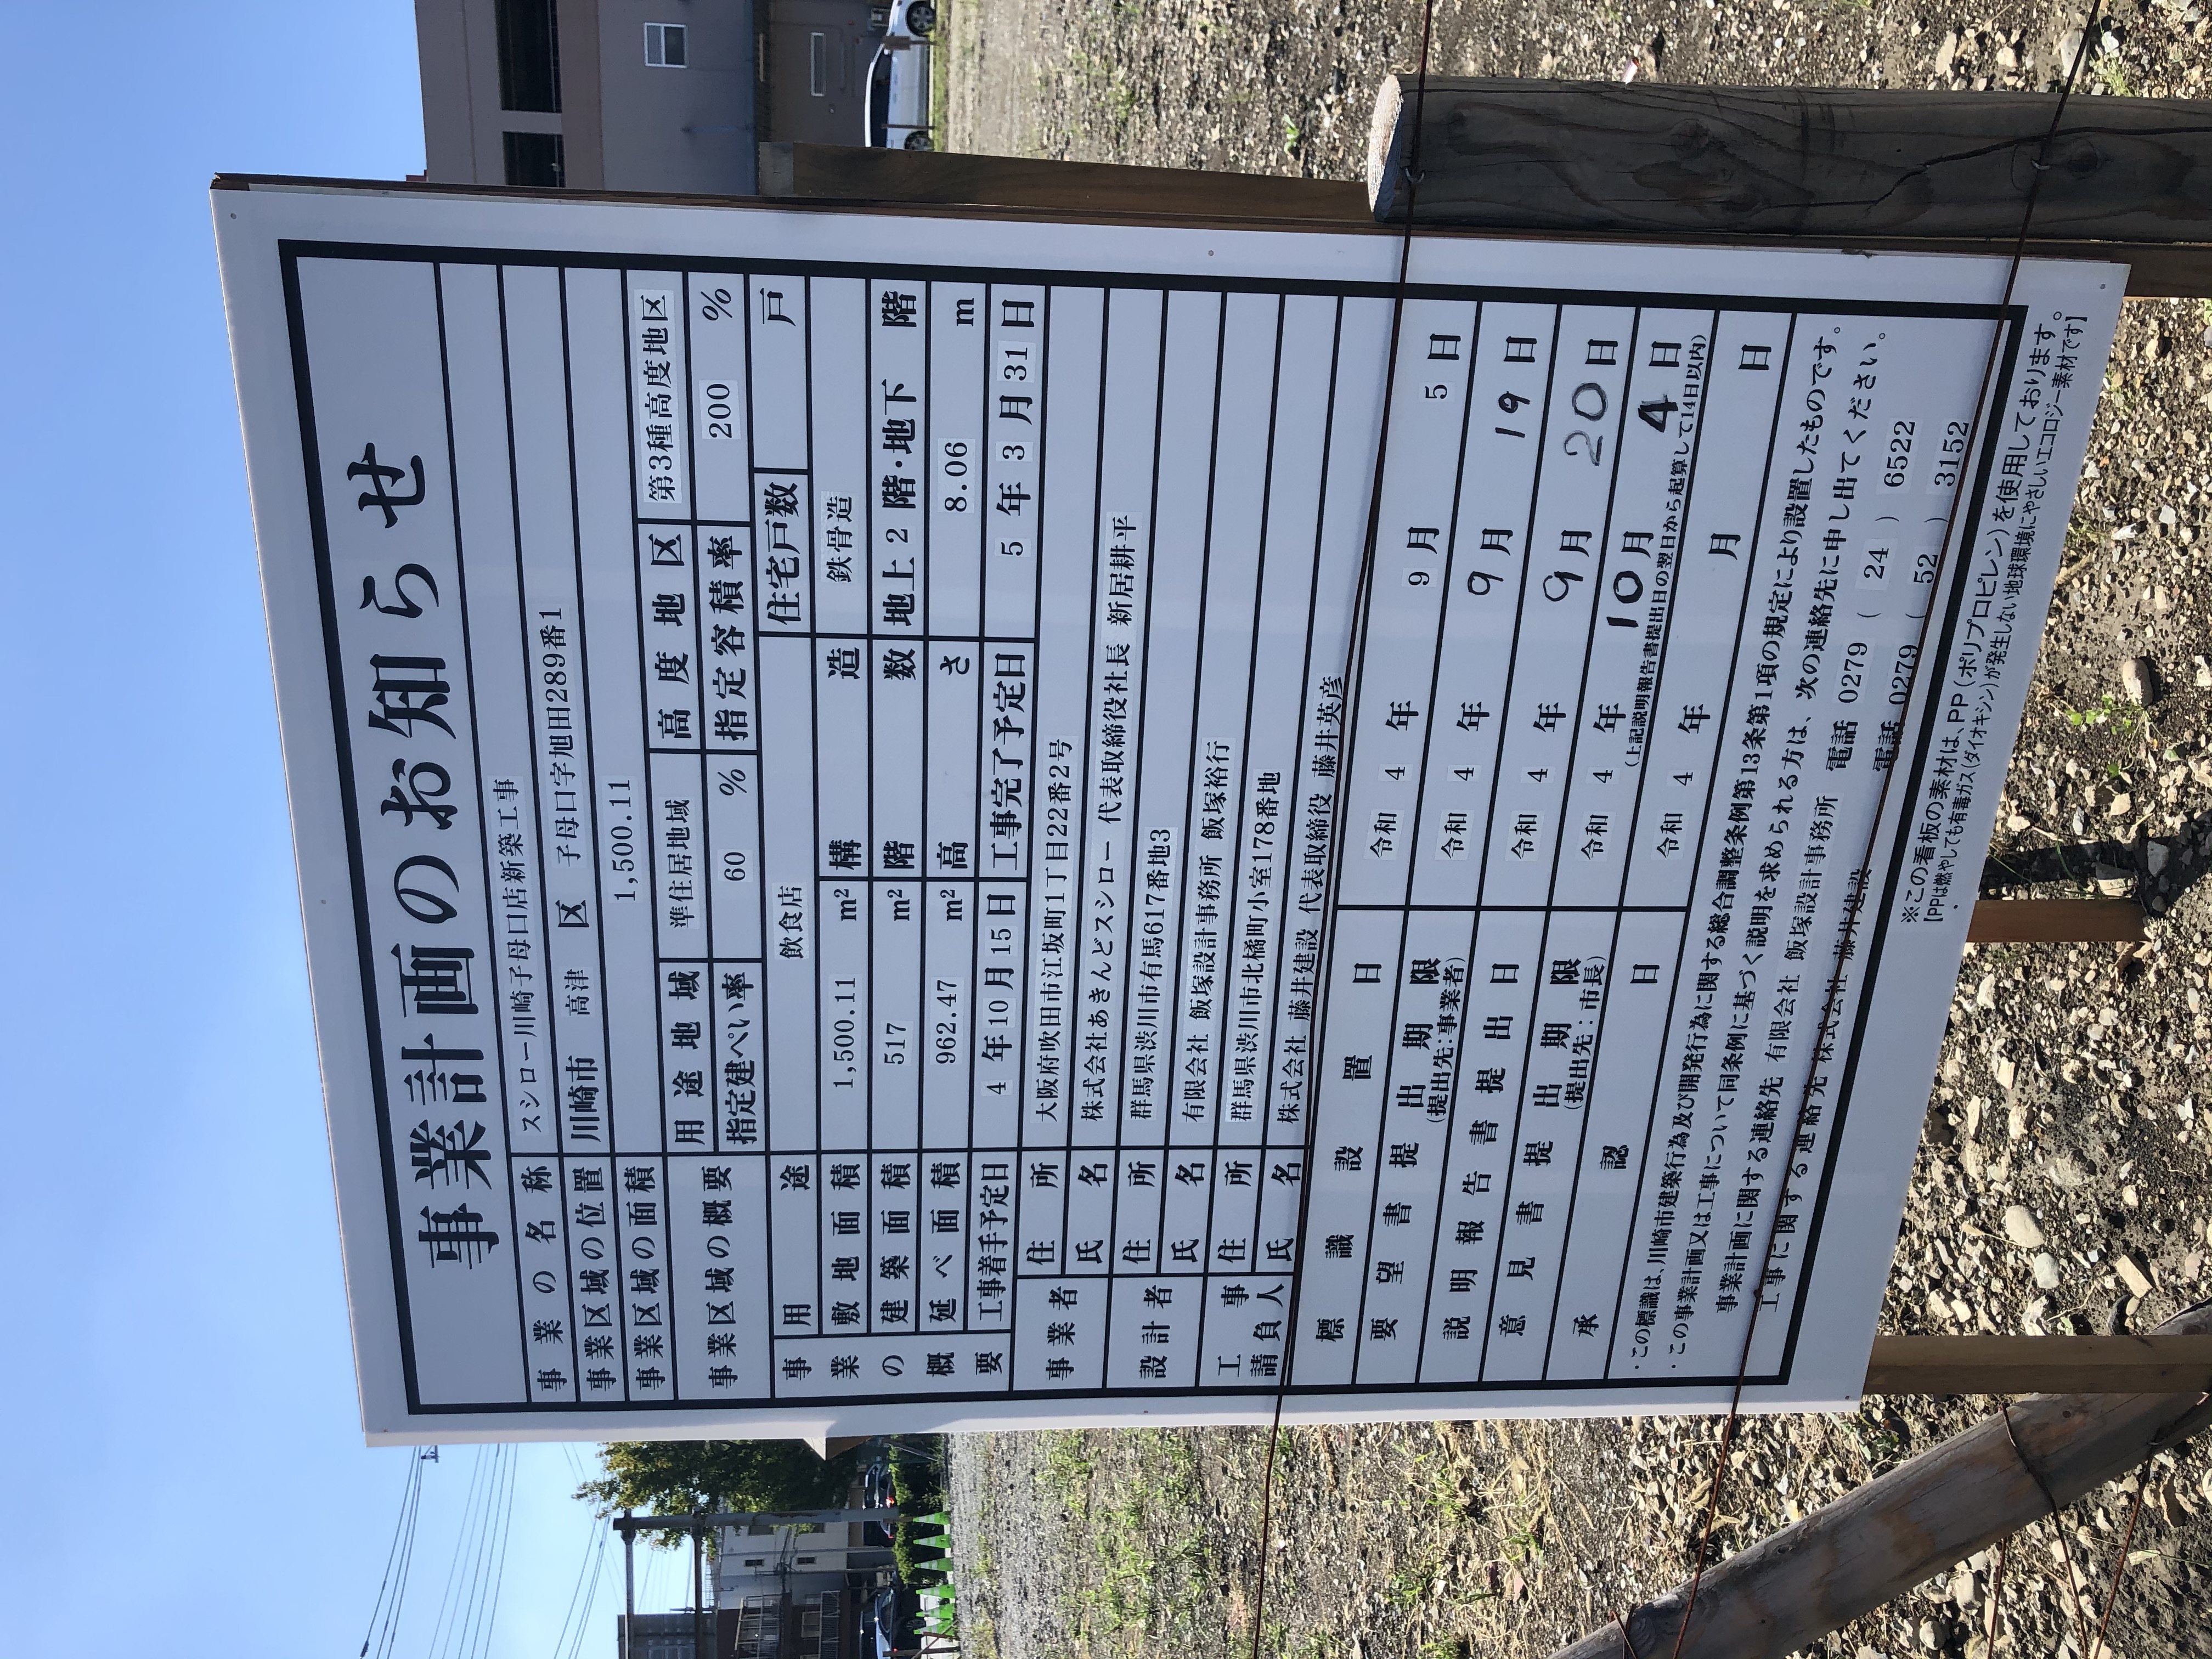 事業計画のお知らせ
事業の名称 スシロー川崎子母口店新築工事
事業区域の位置 川崎市 高津 区 子母口字旭田289番1
事業区域の面積 1,500.11
事業区域の概要 用途地域 準住居地域 高度地区 第3種高度地区
指定建ぺい率 60 % 指定容積率 200 %
事業の概要 用途 飲食店 住宅戸数 戸
敷地面積 1,500.11 m² 構造 鉄骨造
建築面積 517 m² 階数 地上 2 階・地下 階
延べ面積 962.47 m² 高さ 8.06 m
工事着手予定日 4 年 10 月 15 日 工事完了予定日 5 年 3 月 31 日
事業者 住所 大阪府吹田市江坂町1丁目22番2号
氏名 株式会社あきんどスシロー 代表取締役社長 新居耕平
設計者 住所 群馬県渋川市有馬617番地3
氏名 有限会社 飯塚設計事務所 飯塚裕行
工事請負人 住所 群馬県渋川市北橘町小室178番地
氏名 株式会社 藤井建設 代表取締役 藤井英彦
標識設置日 令和 4 年 9 月 5 日
要望書提出期限 (提出先:事業者) 令和 4 年 9 月 19 日
説明報告書提出日 令和 4 年 9 月 20 日
意見書提出期限 (提出先:市長) 令和 4 年 10 月 4 日
(上記説明報告書提出日の翌日から起算して14日以内)
承認日 令和 4 年 月 日
・この標識は、川崎市建築行為及び開発行為に関する総合調整条例第13条第1項の規定により設置したものです。
・この事業計画又は工事について同条例に基づく説明を求められる方は、次の連絡先に申し出てください。
事業計画に関する連絡先 有限会社 飯塚設計事務所 電話 0279 ( 24 ) 6522
工事に関する連絡先 株式会社 藤井建設 電話 0279 ( 52 ) 3152
※この看板の素材は、PP(ポリプロピレン)を使用しております。
【PPは燃やしても有毒ガス(ダイオキシン)が発生しない地球環境にやさしいエコロジー素材です】